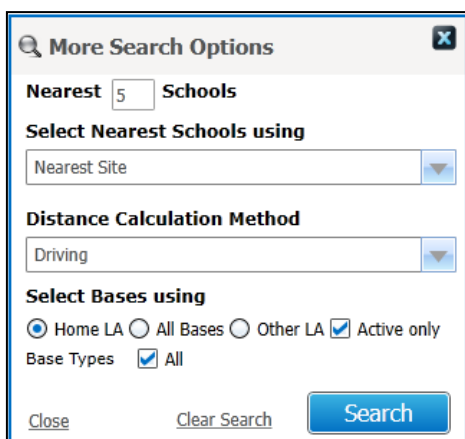 More Search Options
Nearest 5 Schools
Select Nearest Schools using
Nearest Site
Distance Calculation Method
Driving
Select Bases using
Home LA All Bases Other LA Active only
Base Types All
Close Clear Search Search